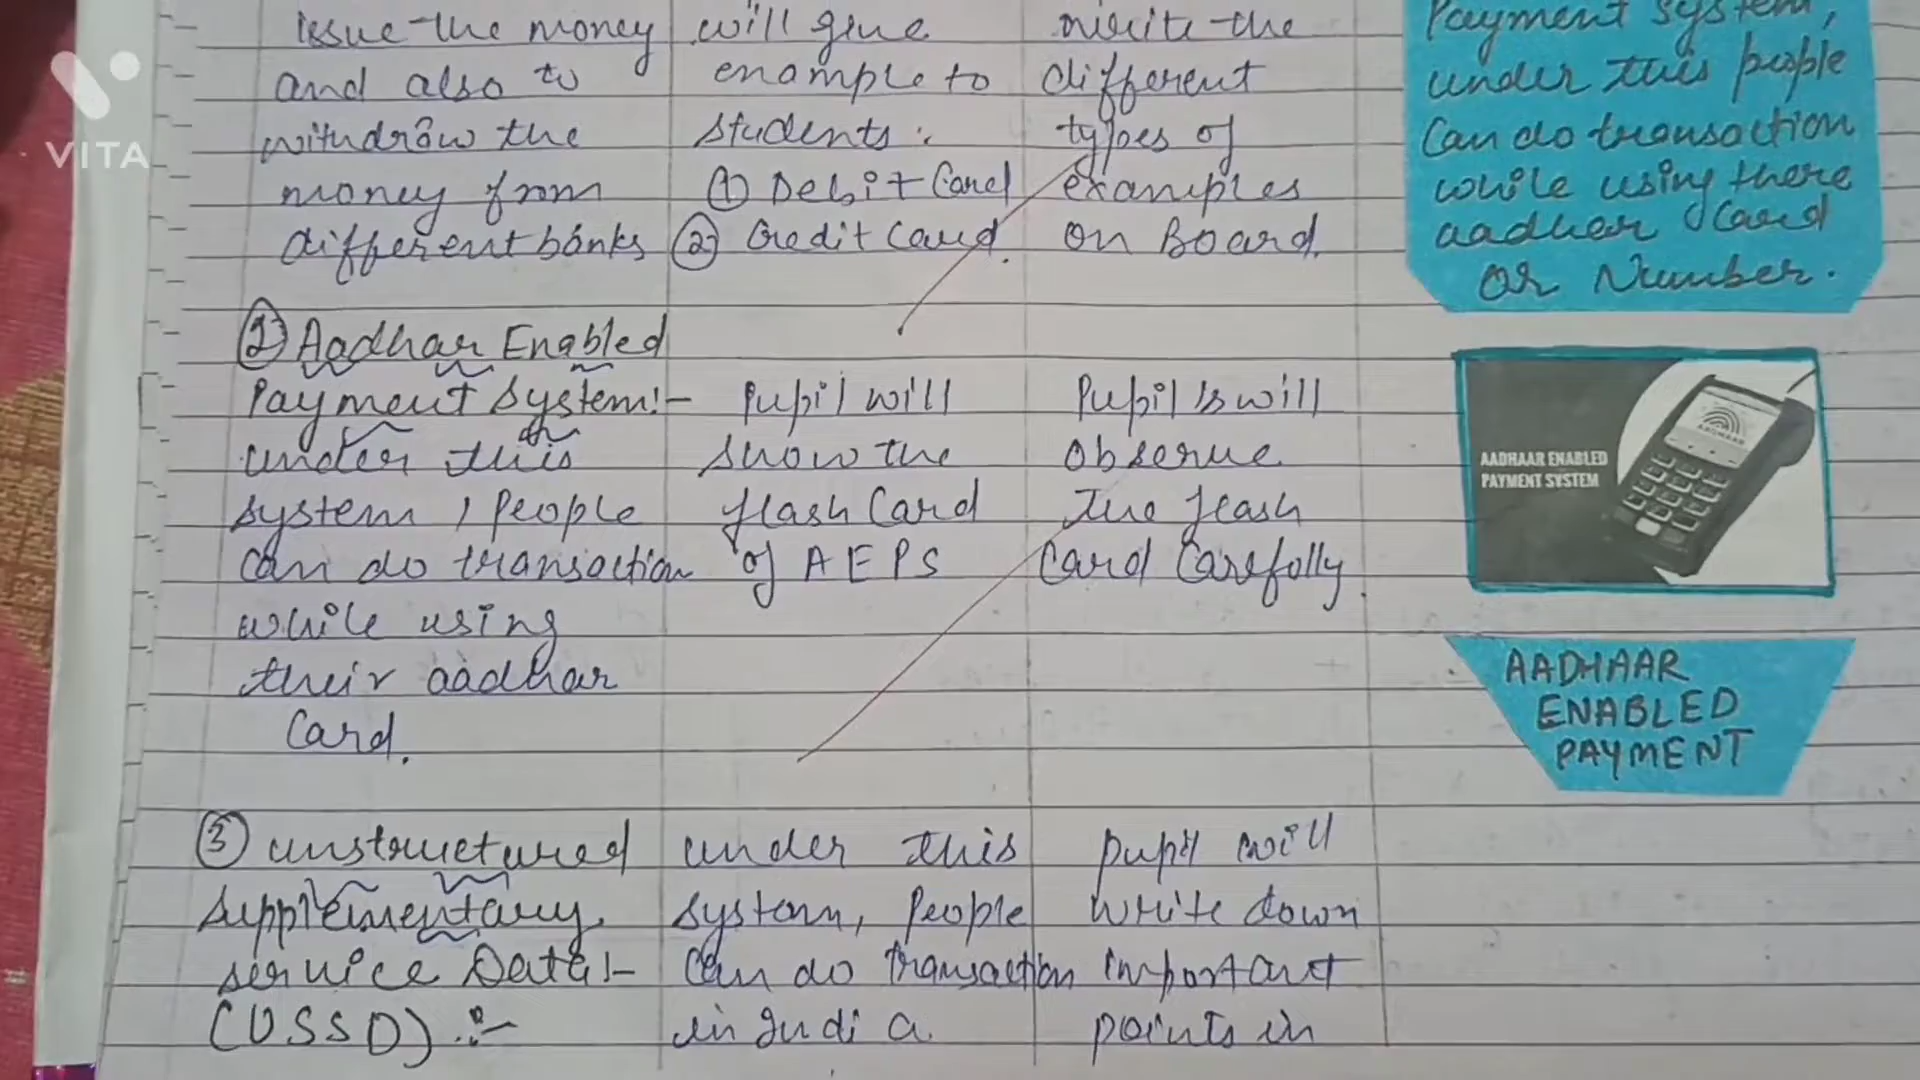 VITA
issue the money
and also to
witudrow the
money from
different banks
will give
enample to
students:
① Debit Card
② Credit Card.
write the
different
types of
examples
on Board.
Payment system,
under this people
Can do transaction
while using there
aadhar Card
or Number.
② Aadhar Enabled
Payment System:-
under this
system, People
can do transaction
while using
their aadhar
Card.
Pupil will
show the
flash Card
of AEPS
Pupil's will
observe
The flash
Card Carefolly.
AADHAAR
AADHAAR ENABLED
PAYMENT SYSTEM
AADHAAR
ENABLED
PAYMENT
③ unstructured
supplementary
service Data:-
(USSD) :-
under this
system, People
Can do transaction
in India.
pupil will
write down
important
points in